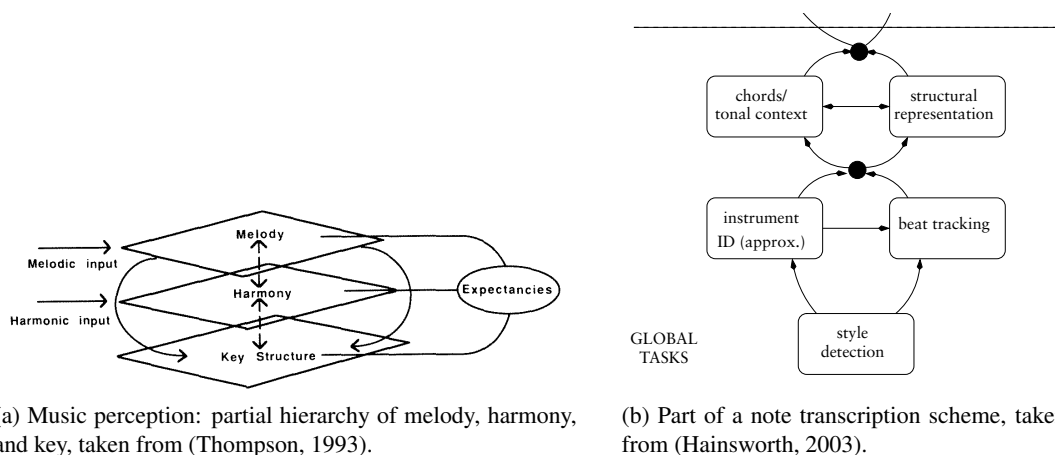 Melody
Melodic input
Harmony
Expectancies
Harmonic input
Key Structure
(a) Music perception: partial hierarchy of melody, harmony,
and key, taken from (Thompson, 1993).
chords/
tonal context
structural
representation
instrument
ID (approx.)
beat tracking
style
detection
GLOBAL
TASKS
(b) Part of a note transcription scheme, take
from (Hainsworth, 2003).